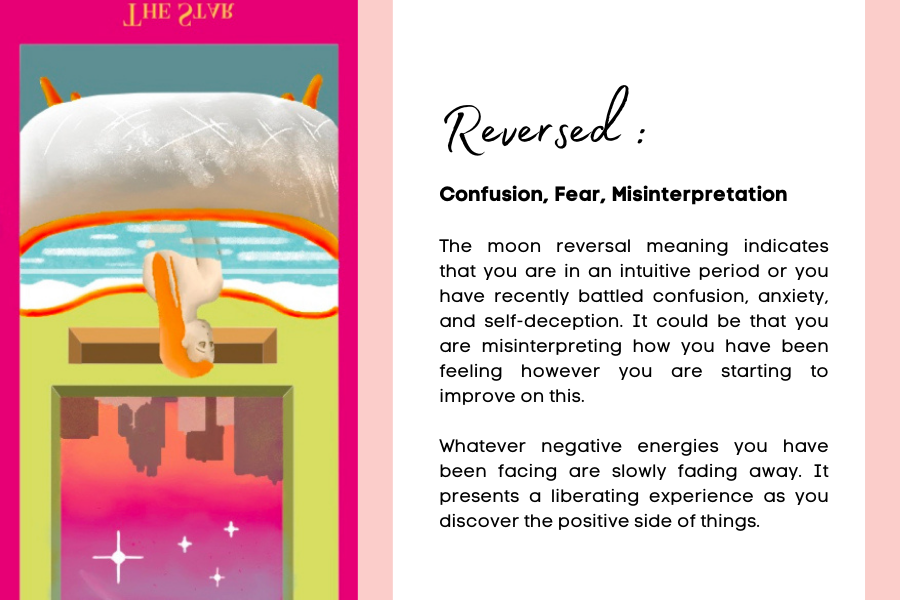 THE STAR
Reversed :
Confusion, Fear, Misinterpretation
The moon reversal meaning indicates
that you are in an intuitive period or you
have recently battled confusion, anxiety,
and self-deception. It could be that you
are misinterpreting how you have been
feeling however you are starting to
improve on this.
Whatever negative energies you have
been facing are slowly fading away. It
presents a liberating experience as you
discover the positive side of things.